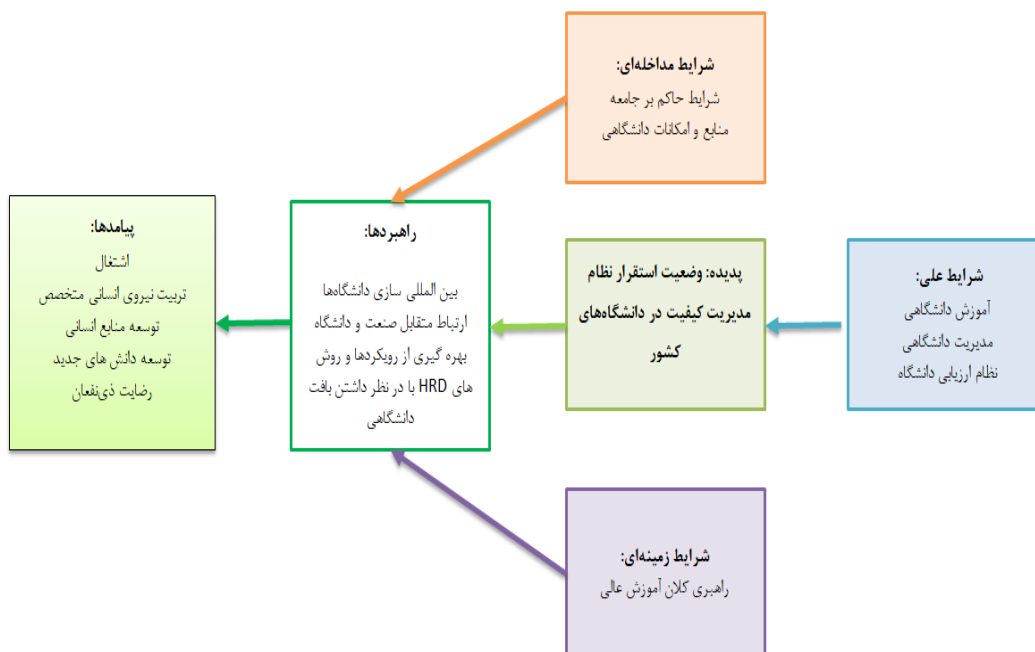 شرایط مداخله‌ای:
شرایط حاکم بر جامعه
منابع و امکانات دانشگاهی
شرایط علی:
آموزش دانشگاهی
مدیریت دانشگاهی
نظام ارزیابی دانشگاه
پدیده: وضعیت استقرار نظام
مدیریت کیفیت در دانشگاه‌های
کشور
راهبردها:
بین المللی سازی دانشگاه‌ها
ارتباط متقابل صنعت و دانشگاه
بهره گیری از رویکردها و روش
های HRD با در نظر داشتن بافت
دانشگاهی
پیامدها:
اشتغال
تربیت نیروی انسانی متخصص
توسعه منابع انسانی
توسعه دانش های جدید
رضایت ذی‌نفعان
شرایط زمینه‌ای:
راهبری کلان آموزش عالی